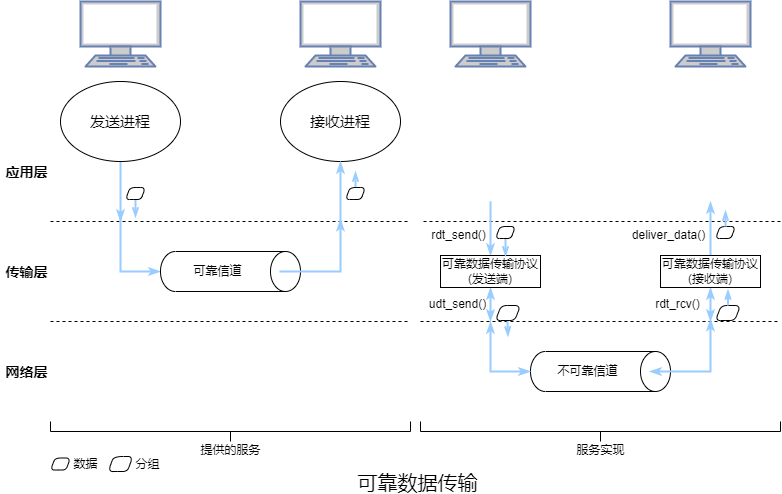 发送进程
接收进程
应用层
rdt_send()
deliver_data()
传输层
可靠信道
可靠数据传输协议
(发送端)
可靠数据传输协议
(接收端)
udt_send()
rdt_rcv()
网络层
不可靠信道
提供的服务
服务实现
数据
分组
可靠数据传输